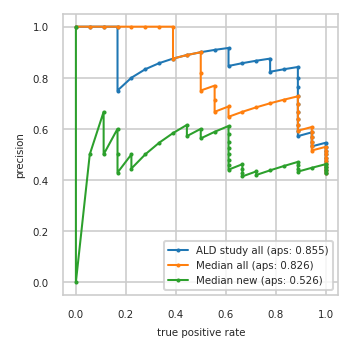 1.0
0.8
0.6
0.4
0.2
0.0
precision
ALD study all (aps: 0.855)
Median all (aps: 0.826)
Median new (aps: 0.526)
0.0 0.2 0.4 0.6 0.8 1.0
true positive rate